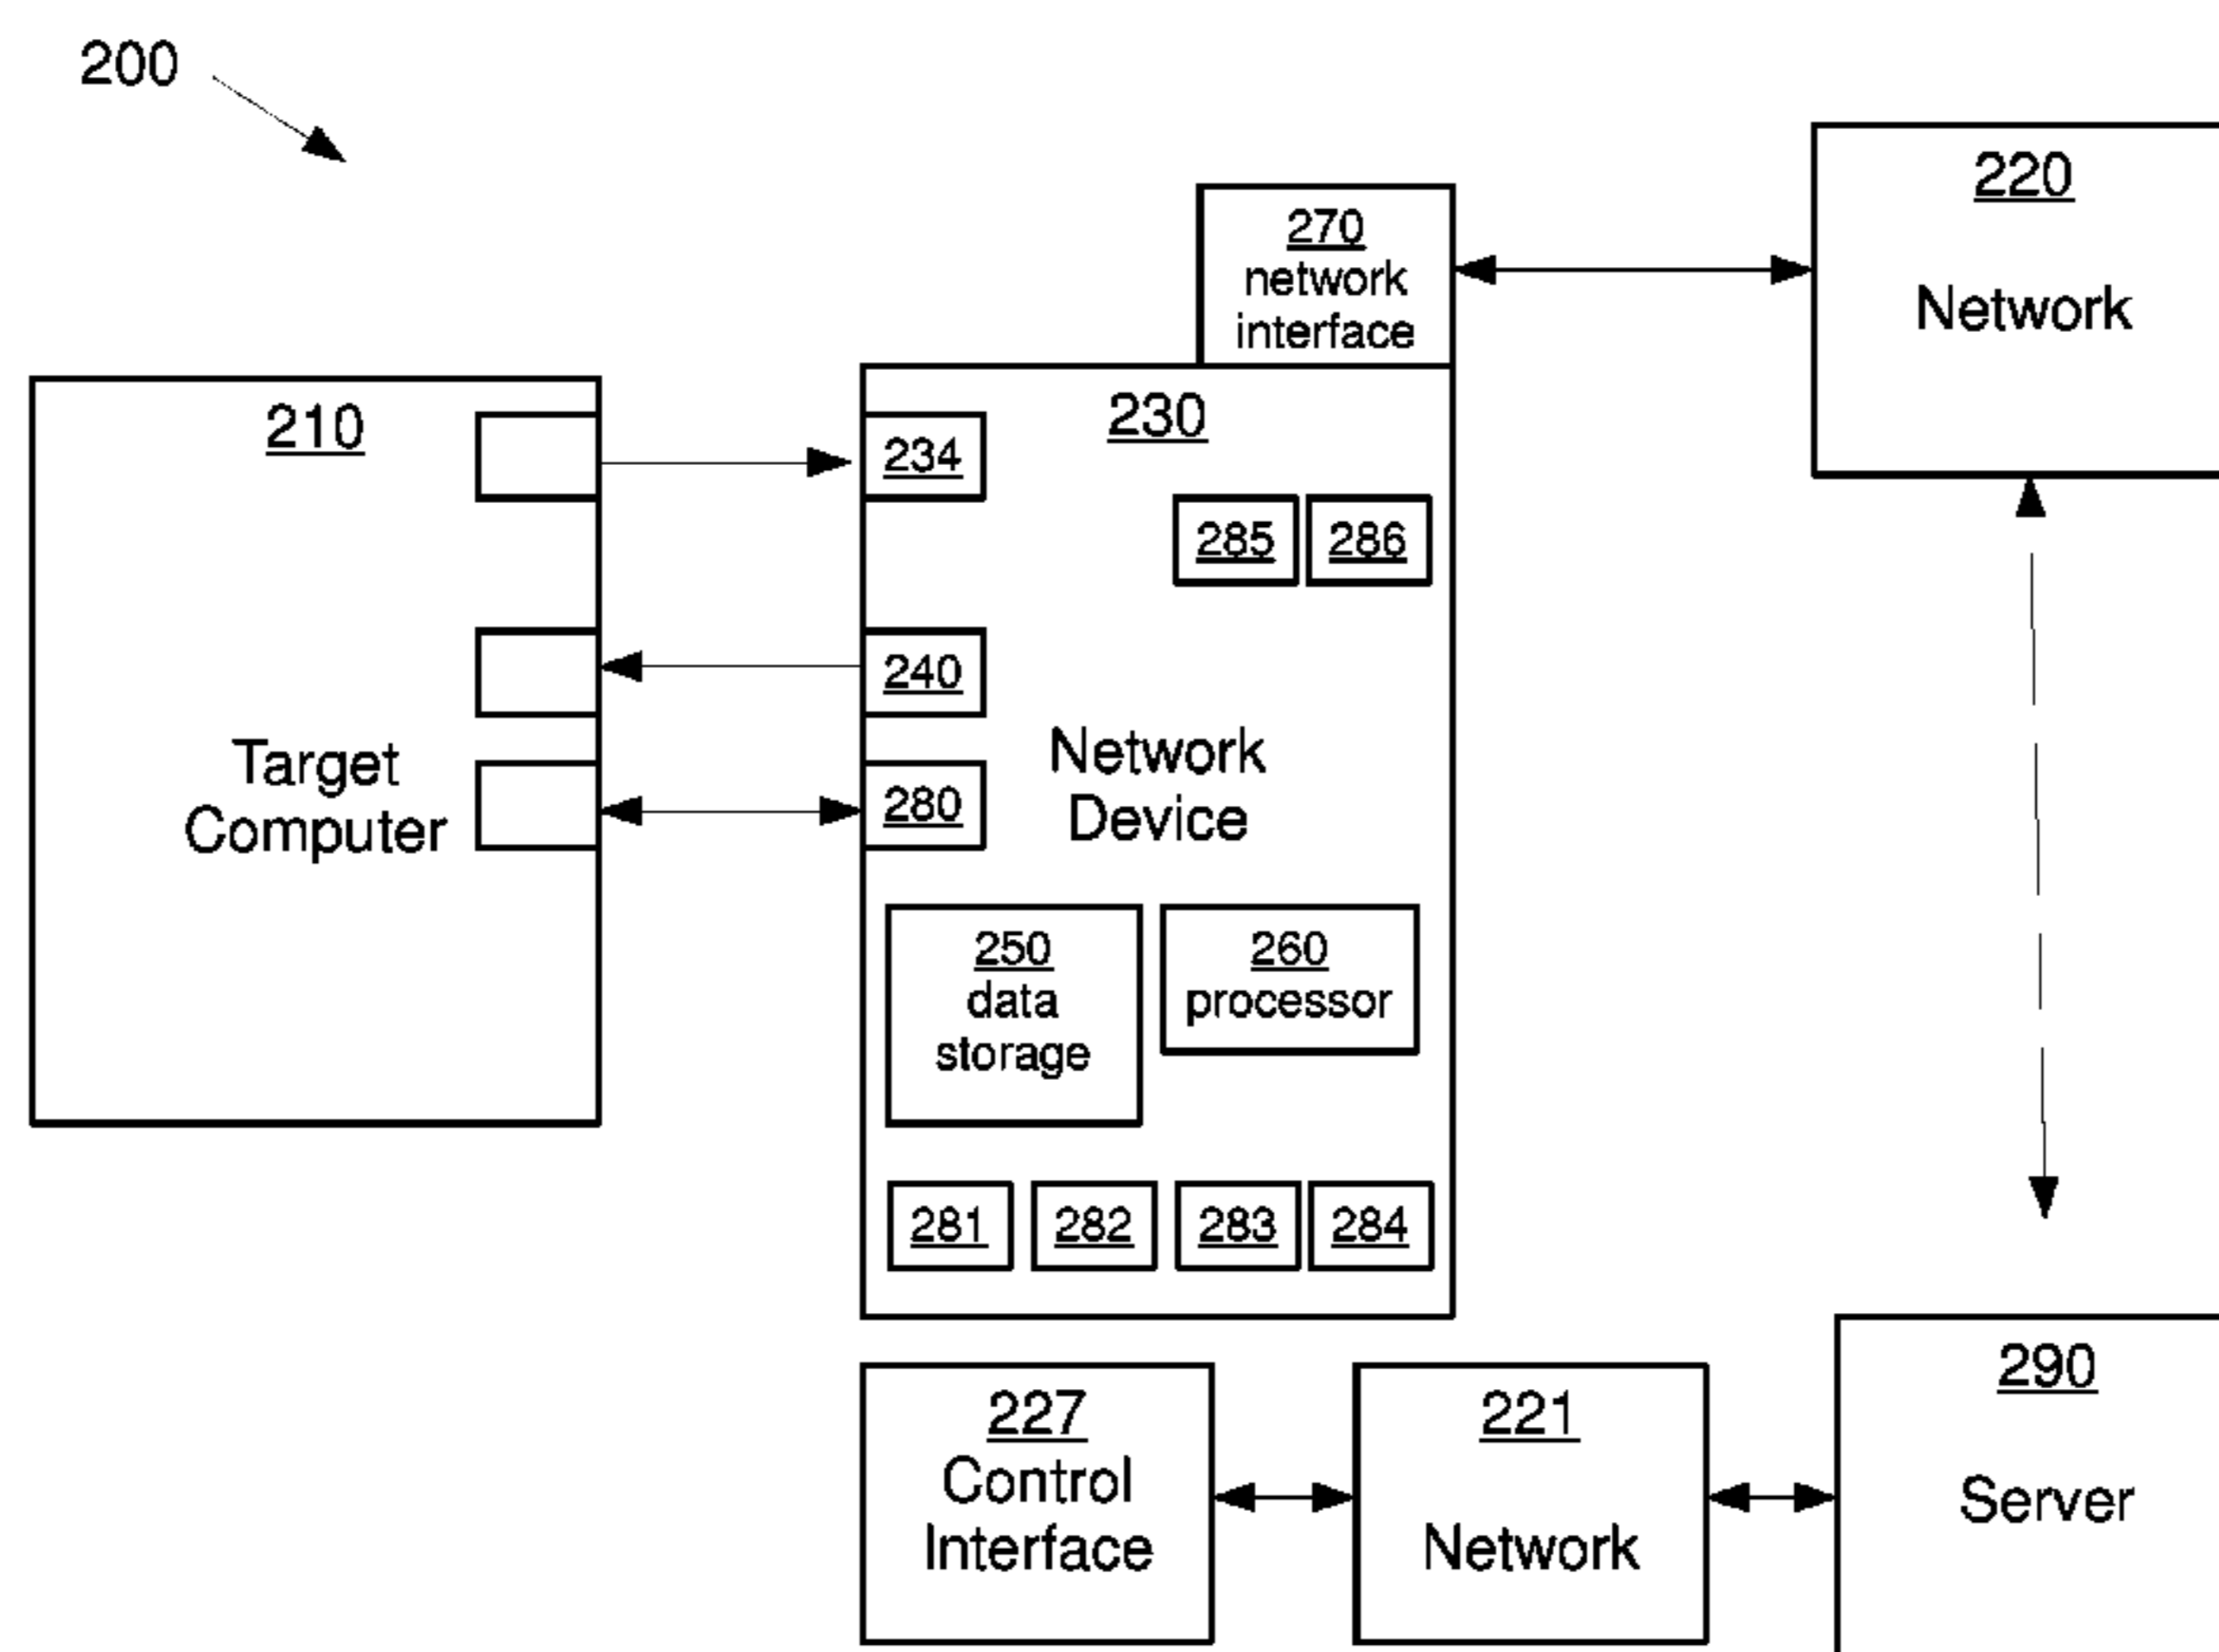 200
220
Network
270
network
interface
210
Target
Computer
230
234
285 286
240
280
Network
Device
250
data
storage
260
processor
281 282 283 284
227
Control
Interface
221
Network
290
Server